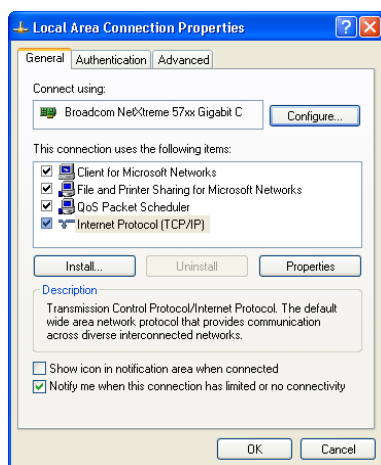 Local Area Connection Properties
General Authentication Advanced
Connect using:
Broadcom NetXtreme 57xx Gigabit C
Configure...
This connection uses the following items:
Client for Microsoft Networks
File and Printer Sharing for Microsoft Networks
QoS Packet Scheduler
Internet Protocol (TCP/IP)
Install... Uninstall Properties
Description
Transmission Control Protocol/Internet Protocol. The default
wide area network protocol that provides communication
across diverse interconnected networks.
Show icon in notification area when connected
Notify me when this connection has limited or no connectivity
OK Cancel